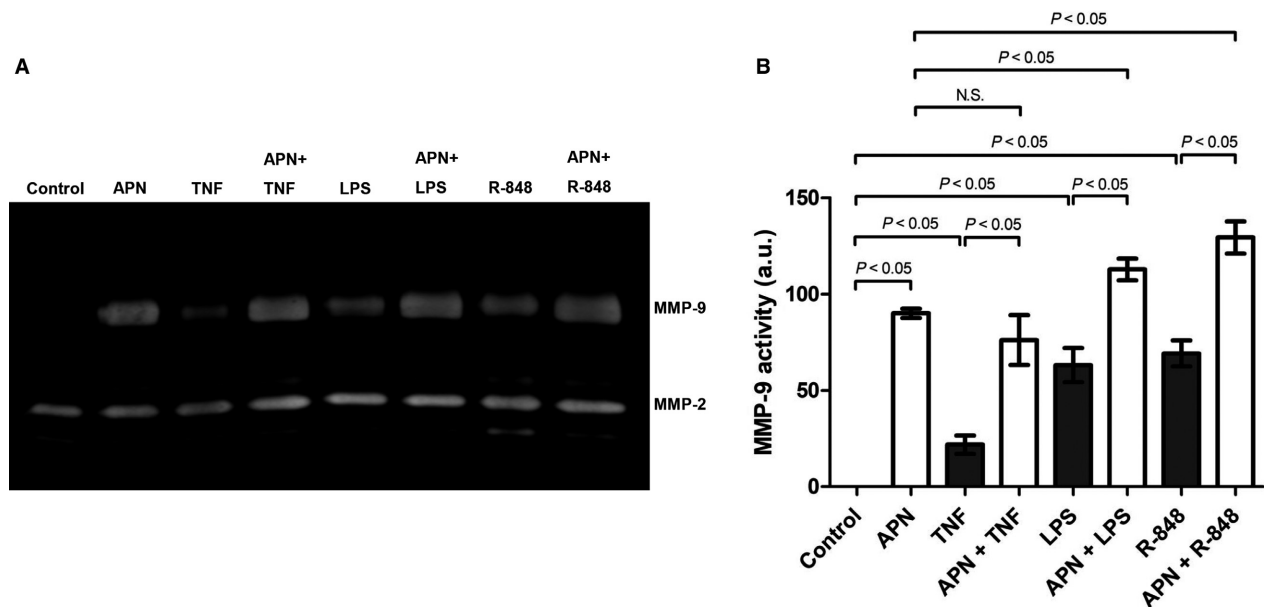 A
APN+ APN+ APN+
Control APN TNF TNF LPS LPS R-848 R-848
MMP-9
MMP-2
B
P < 0.05
P < 0.05
N.S.
P < 0.05 P < 0.05
P < 0.05 P < 0.05
P < 0.05 P < 0.05
P < 0.05
MMP-9 activity (a.u.)
150
100
50
0
Control
APN
TNF
APN + TNF
LPS
APN + LPS
R-848
APN + R-848